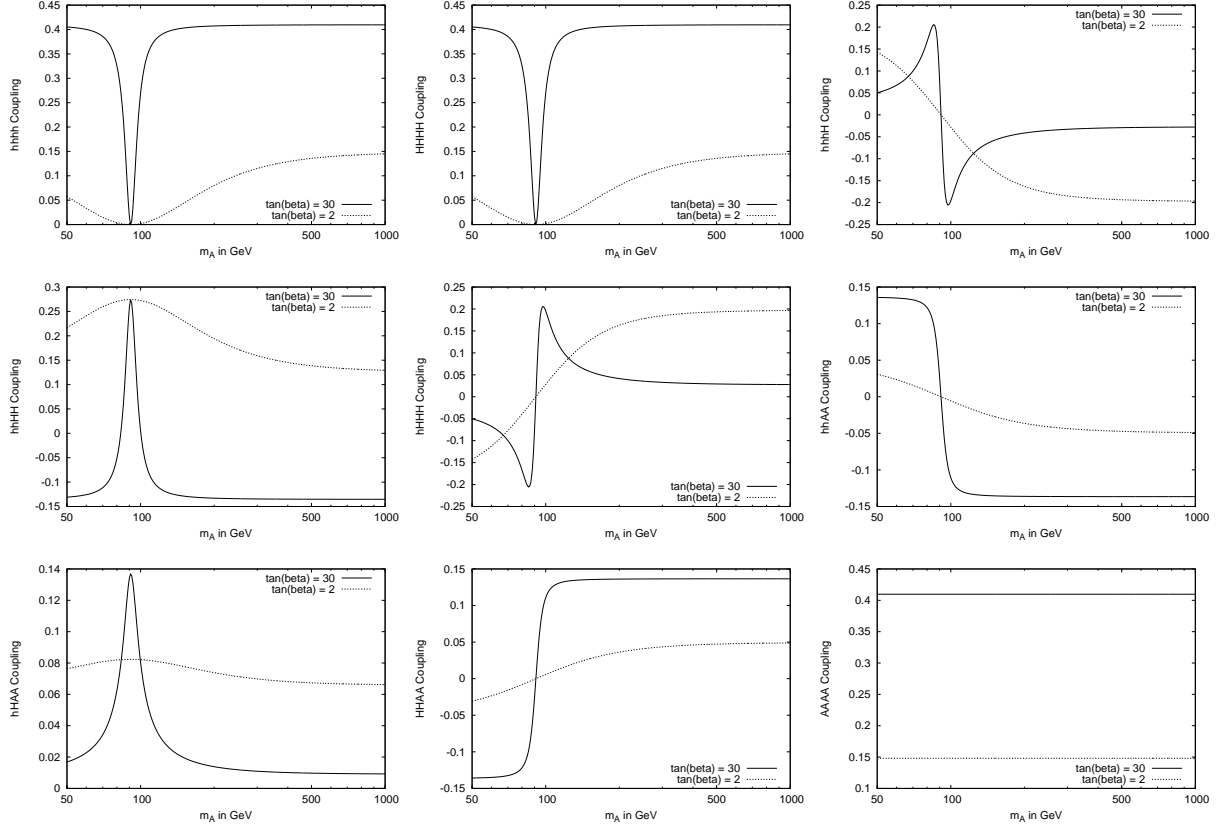 hhhh Coupling
0.45
0.4
0.35
0.3
0.25
0.2
0.15
0.1
0.05
0
tan(beta) = 30
tan(beta) = 2
50 100 500 1000
m_A in GeV
HHHH Coupling
0.45
0.4
0.35
0.3
0.25
0.2
0.15
0.1
0.05
0
tan(beta) = 30
tan(beta) = 2
50 100 500 1000
m_A in GeV
hhhH Coupling
0.25
0.2
0.15
0.1
0.05
0
-0.05
-0.1
-0.15
-0.2
-0.25
tan(beta) = 30
tan(beta) = 2
50 100 500 1000
m_A in GeV
hhHH Coupling
0.3
0.25
0.2
0.15
0.1
0.05
0
-0.05
-0.1
-0.15
tan(beta) = 30
tan(beta) = 2
50 100 500 1000
m_A in GeV
hHHH Coupling
0.25
0.2
0.15
0.1
0.05
0
-0.05
-0.1
-0.15
-0.2
-0.25
tan(beta) = 30
tan(beta) = 2
50 100 500 1000
m_A in GeV
hhAA Coupling
0.15
0.1
0.05
0
-0.05
-0.1
-0.15
tan(beta) = 30
tan(beta) = 2
50 100 500 1000
m_A in GeV
hHAA Coupling
0.14
0.12
0.1
0.08
0.06
0.04
0.02
0
tan(beta) = 30
tan(beta) = 2
50 100 500 1000
m_A in GeV
HHAA Coupling
0.15
0.1
0.05
0
-0.05
-0.1
-0.15
tan(beta) = 30
tan(beta) = 2
50 100 500 1000
m_A in GeV
AAAA Coupling
0.45
0.4
0.35
0.3
0.25
0.2
0.15
0.1
tan(beta) = 30
tan(beta) = 2
50 100 500 1000
m_A in GeV